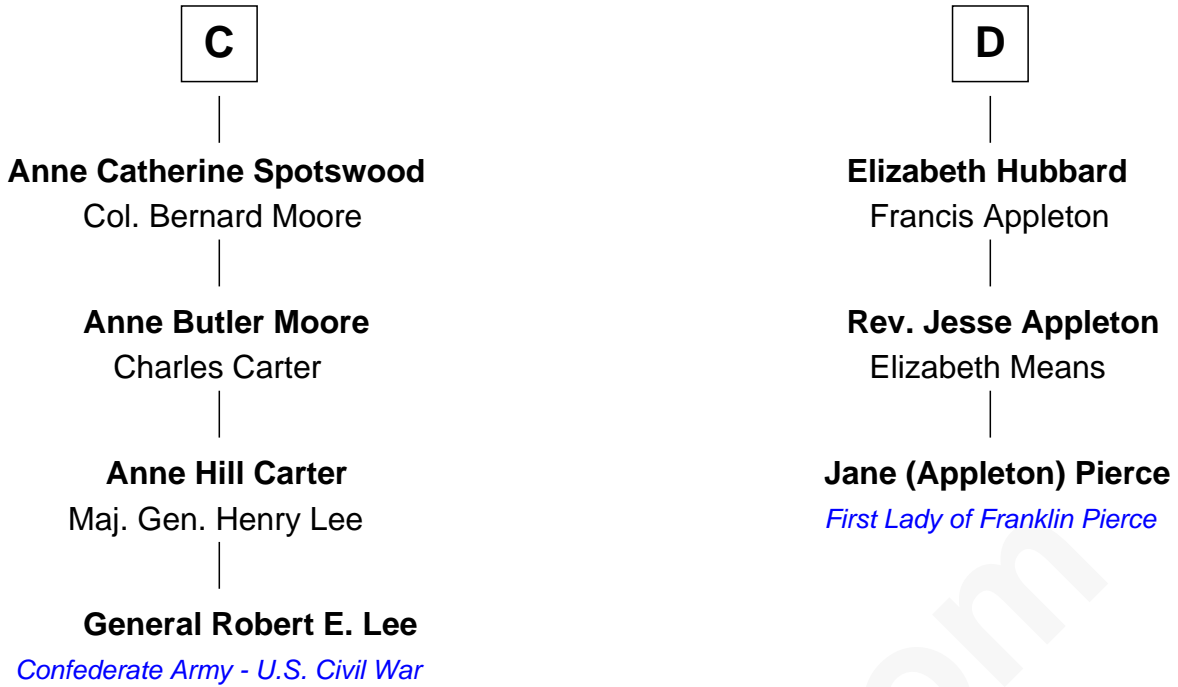 C
Anne Catherine Spotswood
Col. Bernard Moore
Anne Butler Moore
Charles Carter
Anne Hill Carter
Maj. Gen. Henry Lee
General Robert E. Lee
Confederate Army - U.S. Civil War
D
Elizabeth Hubbard
Francis Appleton
Rev. Jesse Appleton
Elizabeth Means
Jane (Appleton) Pierce
First Lady of Franklin Pierce
om